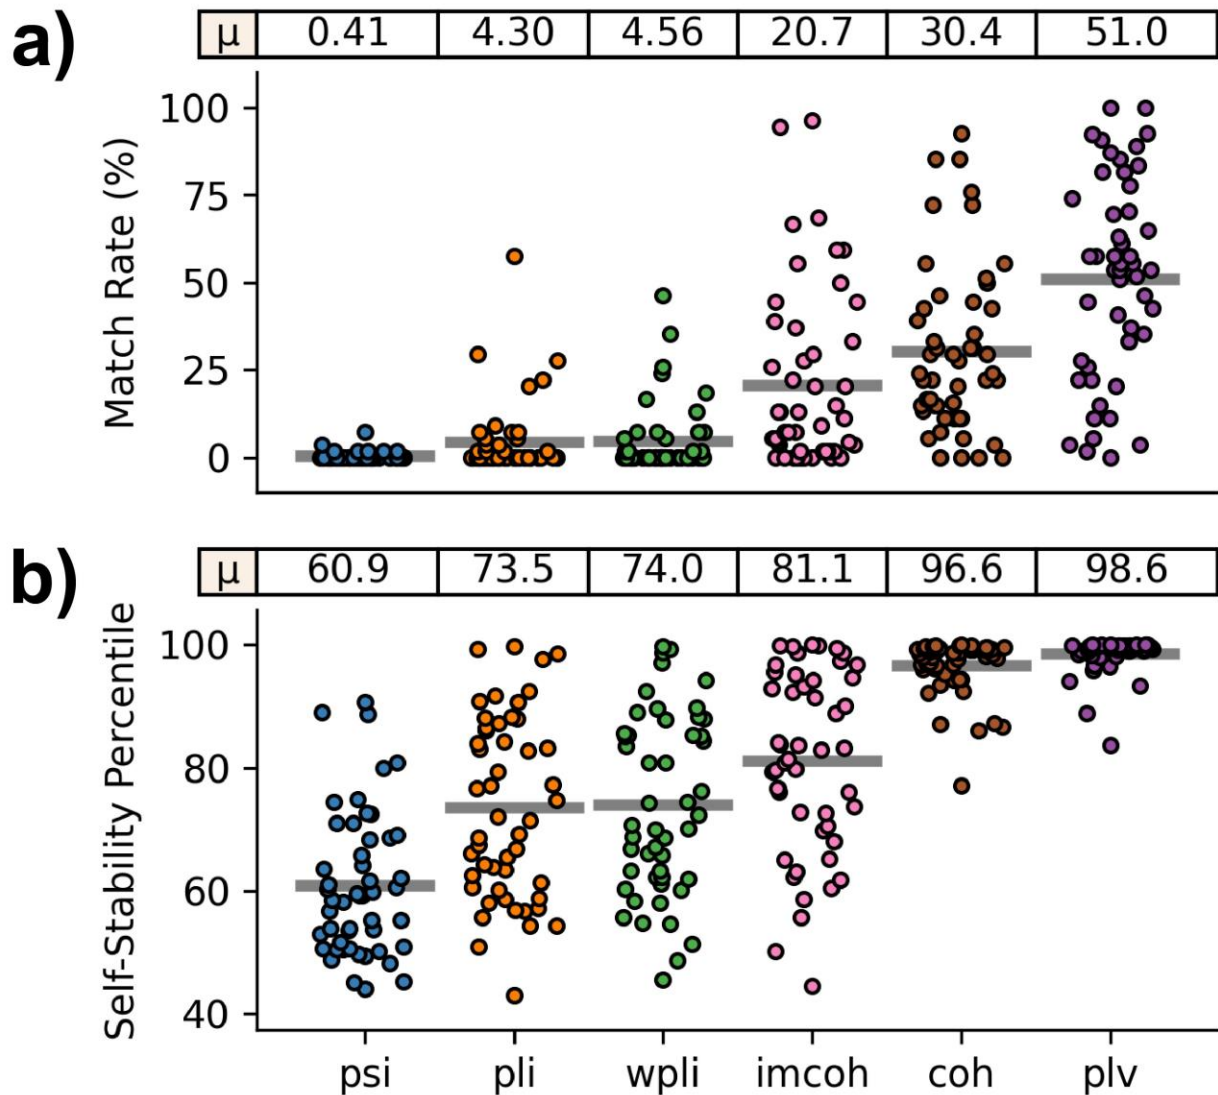 a)
μ 0.41 4.30 4.56 20.7 30.4 51.0
Match Rate (%)
100
75
50
25
0
b)
μ 60.9 73.5 74.0 81.1 96.6 98.6
Self-Stability Percentile
100
80
60
40
psi pli wpli imcoh coh plv